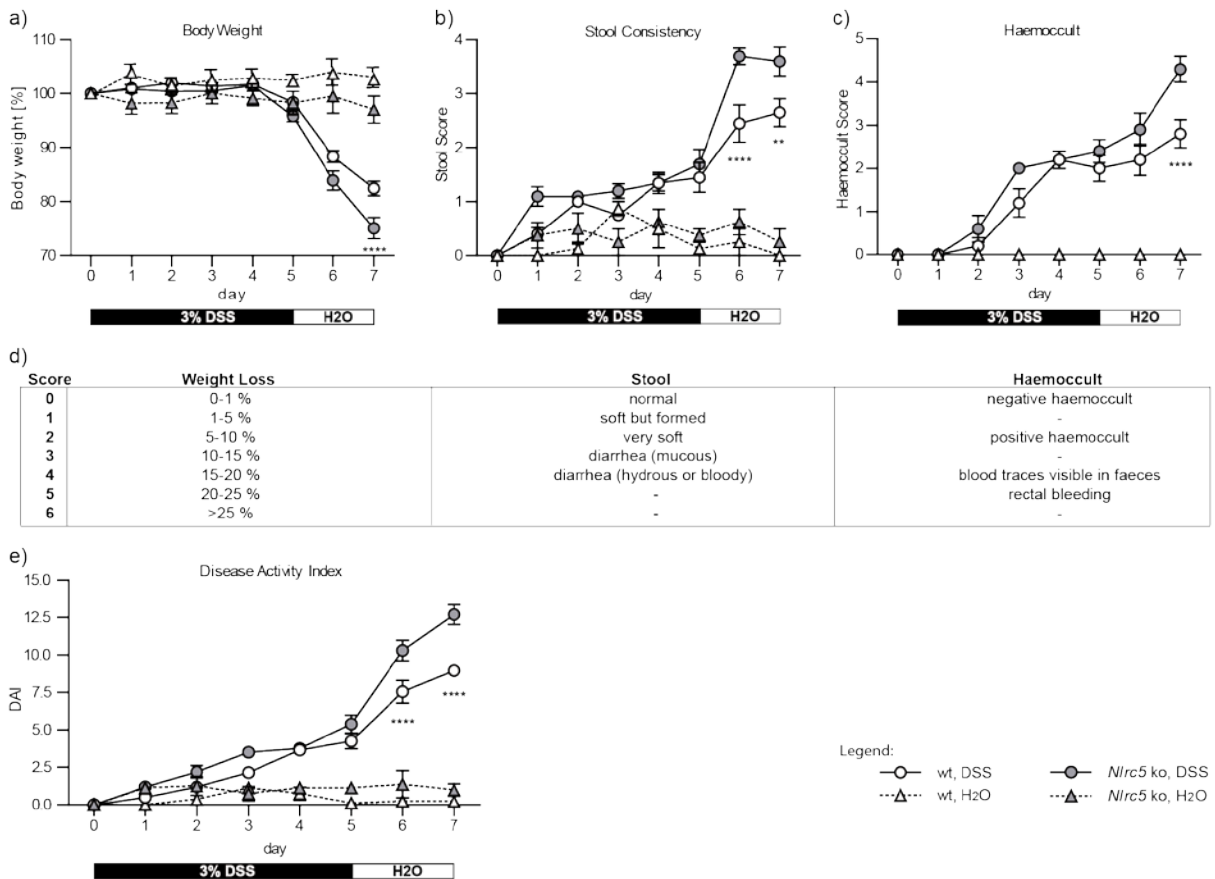 a)
Body Weight
Body weight [%]
110
100
90
80
70
****
0 1 2 3 4 5 6 7
day
3% DSS H2O
b)
Stool Consistency
Stool Score
4
3
2
1
0
**** **
0 1 2 3 4 5 6 7
day
3% DSS H2O
c)
Haemoccult
Haemoccult Score
5
4
3
2
1
0
****
0 1 2 3 4 5 6 7
day
3% DSS H2O
d)
Score Weight Loss Stool Haemoccult
0 0-1 % normal negative haemoccult
1 1-5 % soft but formed -
2 5-10 % very soft positive haemoccult
3 10-15 % diarrhea (mucous) -
4 15-20 % diarrhea (hydrous or bloody) blood traces visible in faeces
5 20-25 % - rectal bleeding
6 >25 % - -
e)
Disease Activity Index
DAI
15.0
12.5
10.0
7.5
5.0
2.5
0.0
**** ****
0 1 2 3 4 5 6 7
day
3% DSS H2O
Legend:
wt, DSS Nlrc5 ko, DSS
wt, H2O Nlrc5 ko, H2O